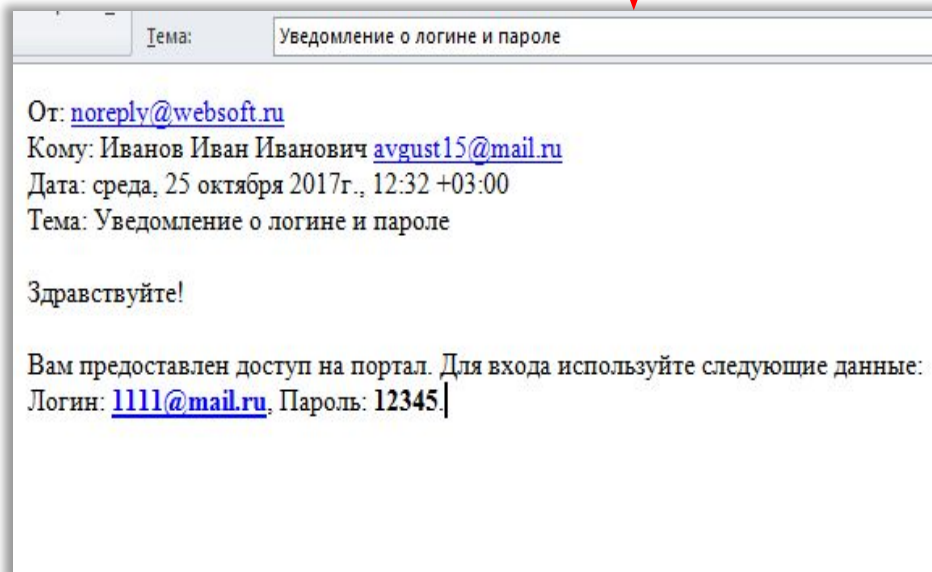 Тема: Уведомление о логине и пароле
От: noreply@websoft.ru
Кому: Иванов Иван Иванович avgust15@mail.ru
Дата: среда, 25 октября 2017г., 12:32 +03:00
Тема: Уведомление о логине и пароле
Здравствуйте!
Вам предоставлен доступ на портал. Для входа используйте следующие данные:
Логин: 1111@mail.ru, Пароль: 12345.